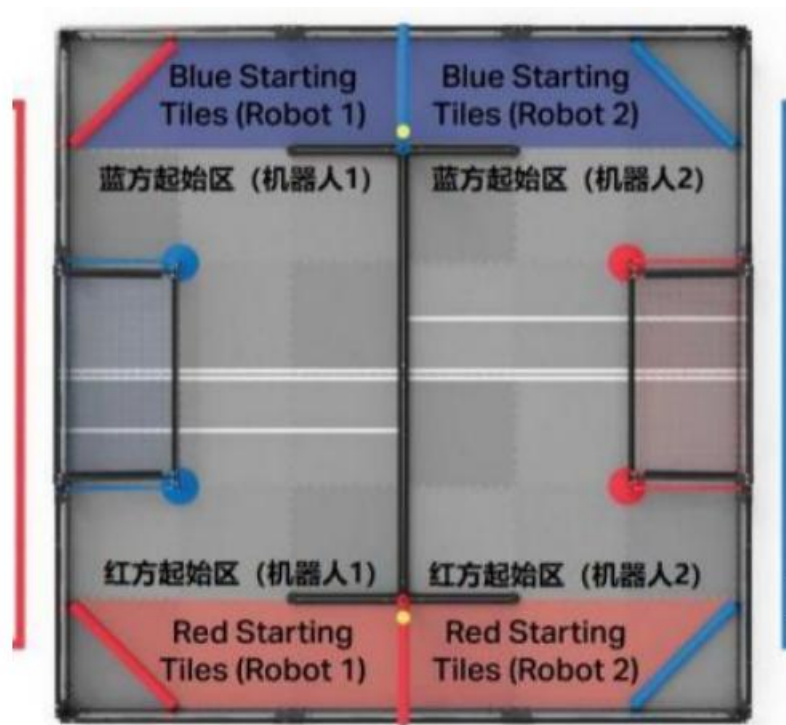 Blue Starting
Tiles (Robot 1)
Blue Starting
Tiles (Robot 2)
蓝方起始区（机器人1）
蓝方起始区（机器人2）
红方起始区（机器人1）
红方起始区（机器人2）
Red Starting
Tiles (Robot 1)
Red Starting
Tiles (Robot 2)